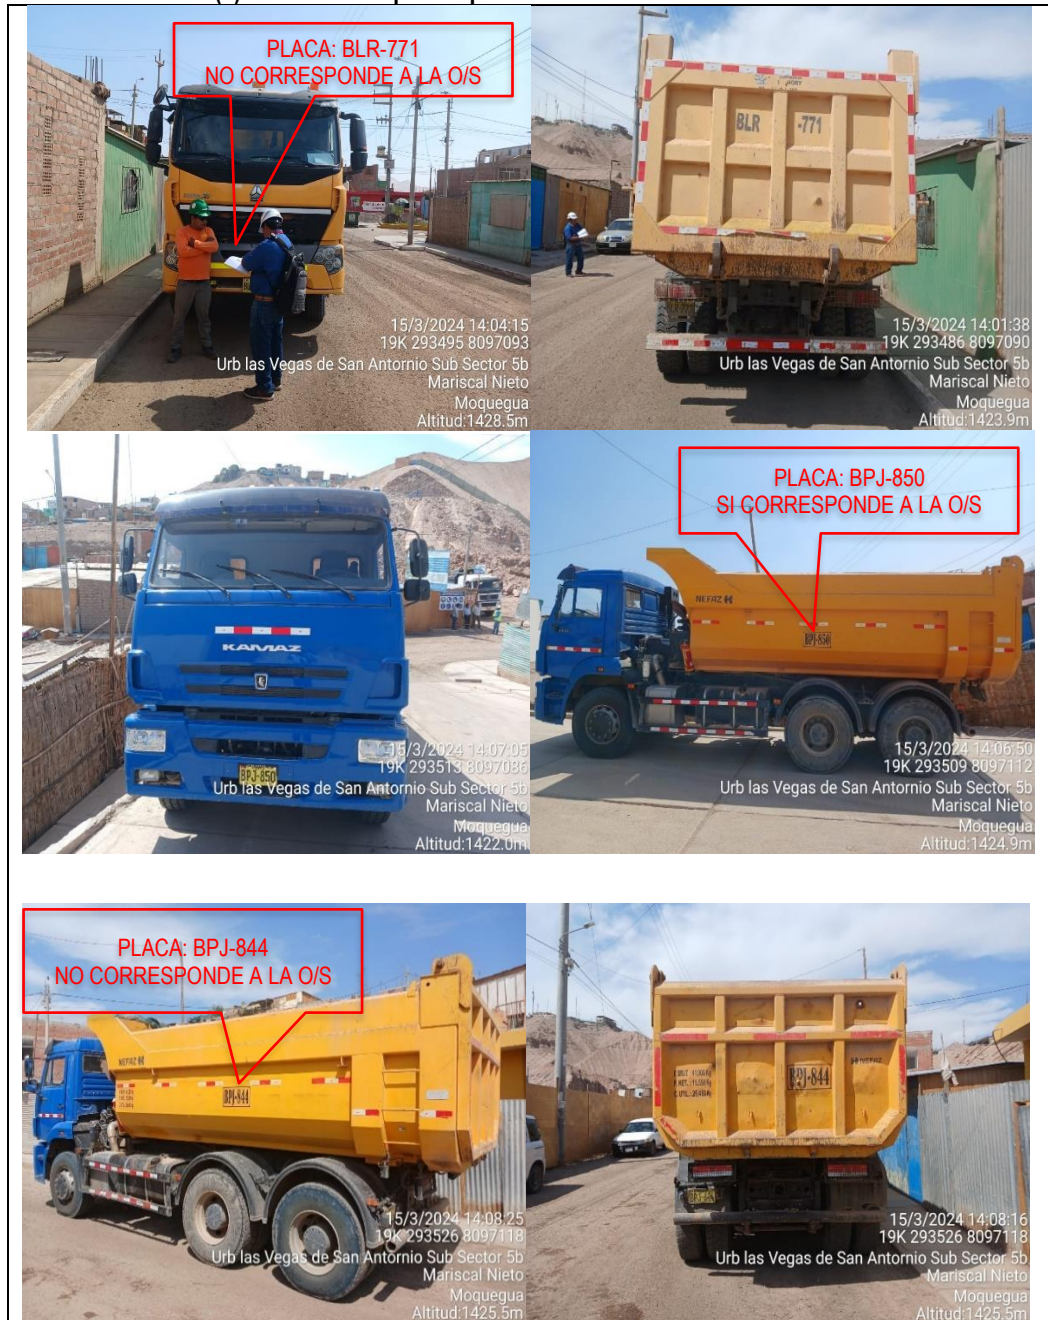 PLACA: BLR-771
NO CORRESPONDE A LA O/S
15/3/2024 14:04:15
19K 293495 8097093
Urb las Vegas de San Antornio Sub Sector 5b
Mariscal Nieto
Moquegua
Altitud:1428.5m
BLR -771
15/3/2024 14:01:38
19K 293486 8097090
Urb las Vegas de San Antornio Sub Sector 5b
Mariscal Nieto
Moquegua
Altitud:1423.9m
KAMAZ
BPJ-850
15/3/2024 14:07:05
19K 293513 8097086
Urb las Vegas de San Antornio Sub Sector 5b
Mariscal Nieto
Moquegua
Altitud:1422.0m
PLACA: BPJ-850
SI CORRESPONDE A LA O/S
NEFAZ
BPJ-850
15/3/2024 14:06:50
19K 293509 8097112
Urb las Vegas de San Antornio Sub Sector 5b
Mariscal Nieto
Moquegua
Altitud:1424.9m
PLACA: BPJ-844
NO CORRESPONDE A LA O/S
NEFAZ
BPJ-844
15/3/2024 14:08:25
19K 293526 8097118
Urb las Vegas de San Antornio Sub Sector 5b
Mariscal Nieto
Moquegua
Altitud:1425.5m
NEFAZ
BPJ-844
15/3/2024 14:08:16
19K 293526 8097118
Urb las Vegas de San Antornio Sub Sector 5b
Mariscal Nieto
Moquegua
Altitud:1425.5m